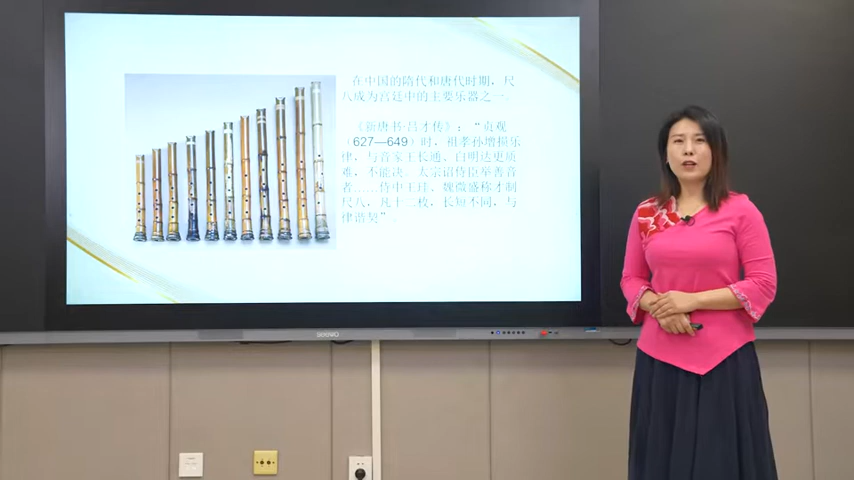 在中国的隋代和唐代时期，尺
八成为宫廷中的主要乐器之一。
《新唐书·吕才传》：“贞观
（627—649）时，祖孝孙增损乐
律，与音家王长通、白明达更质
难，不能决。太宗诏侍臣举善音
者……侍中王珪、魏徵盛称才制
尺八，凡十二枚，长短不同，与
律谐契”。
seewo